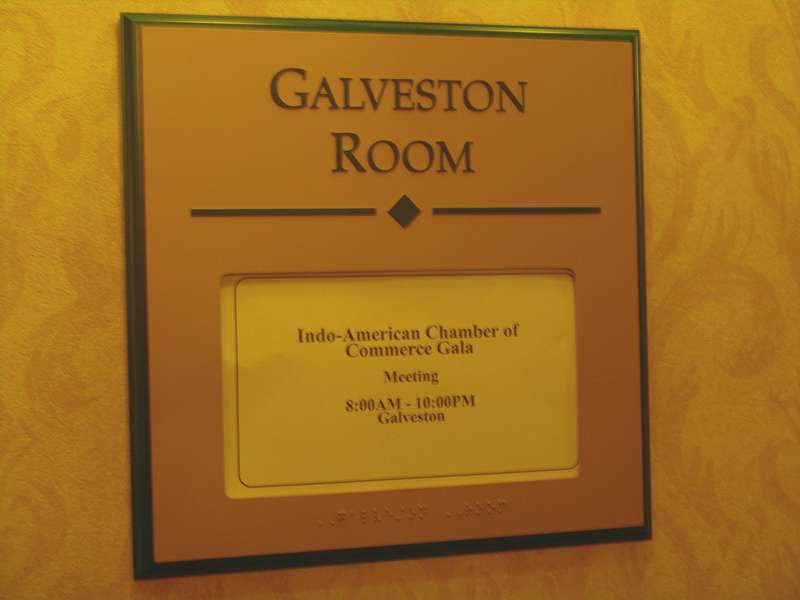 GALVESTON
ROOM
Indo-American Chamber of
Commerce Gala
Meeting
8:00AM - 10:00PM
Galveston